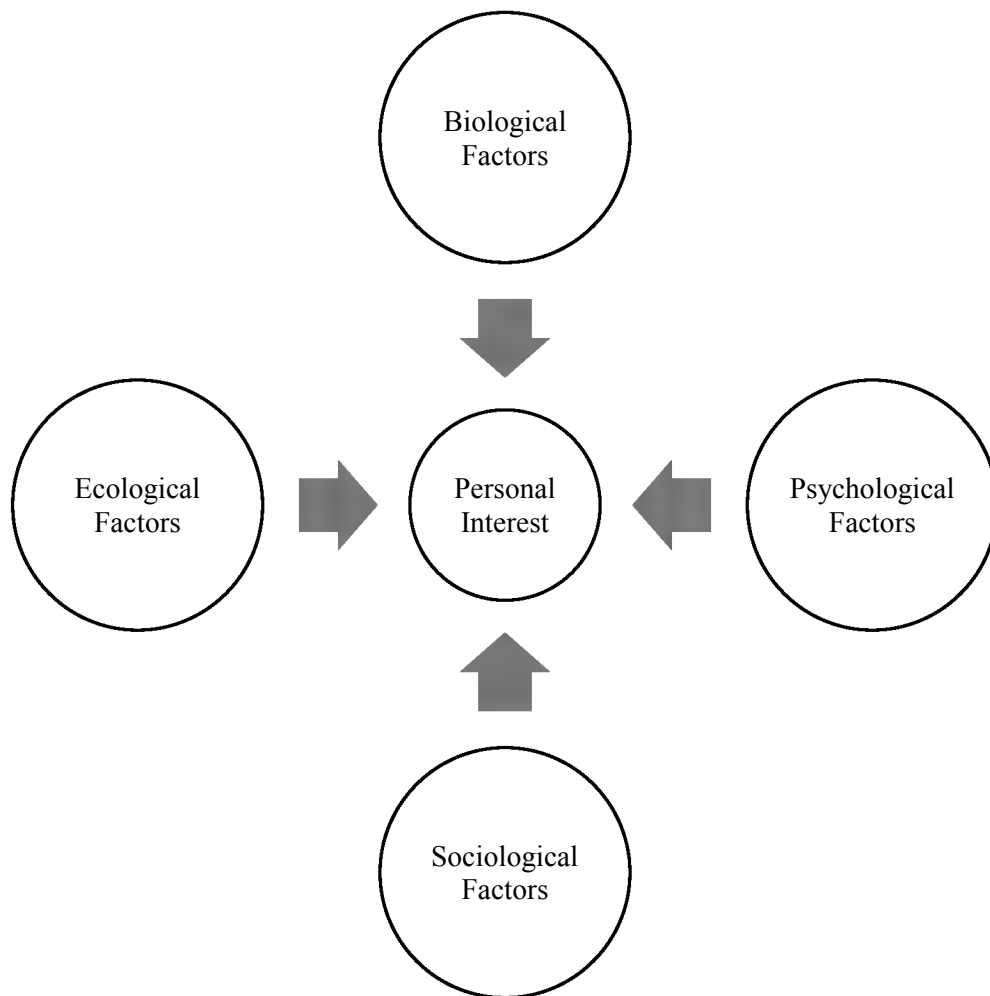 Biological
Factors
Ecological
Factors
Personal
Interest
Psychological
Factors
Sociological
Factors